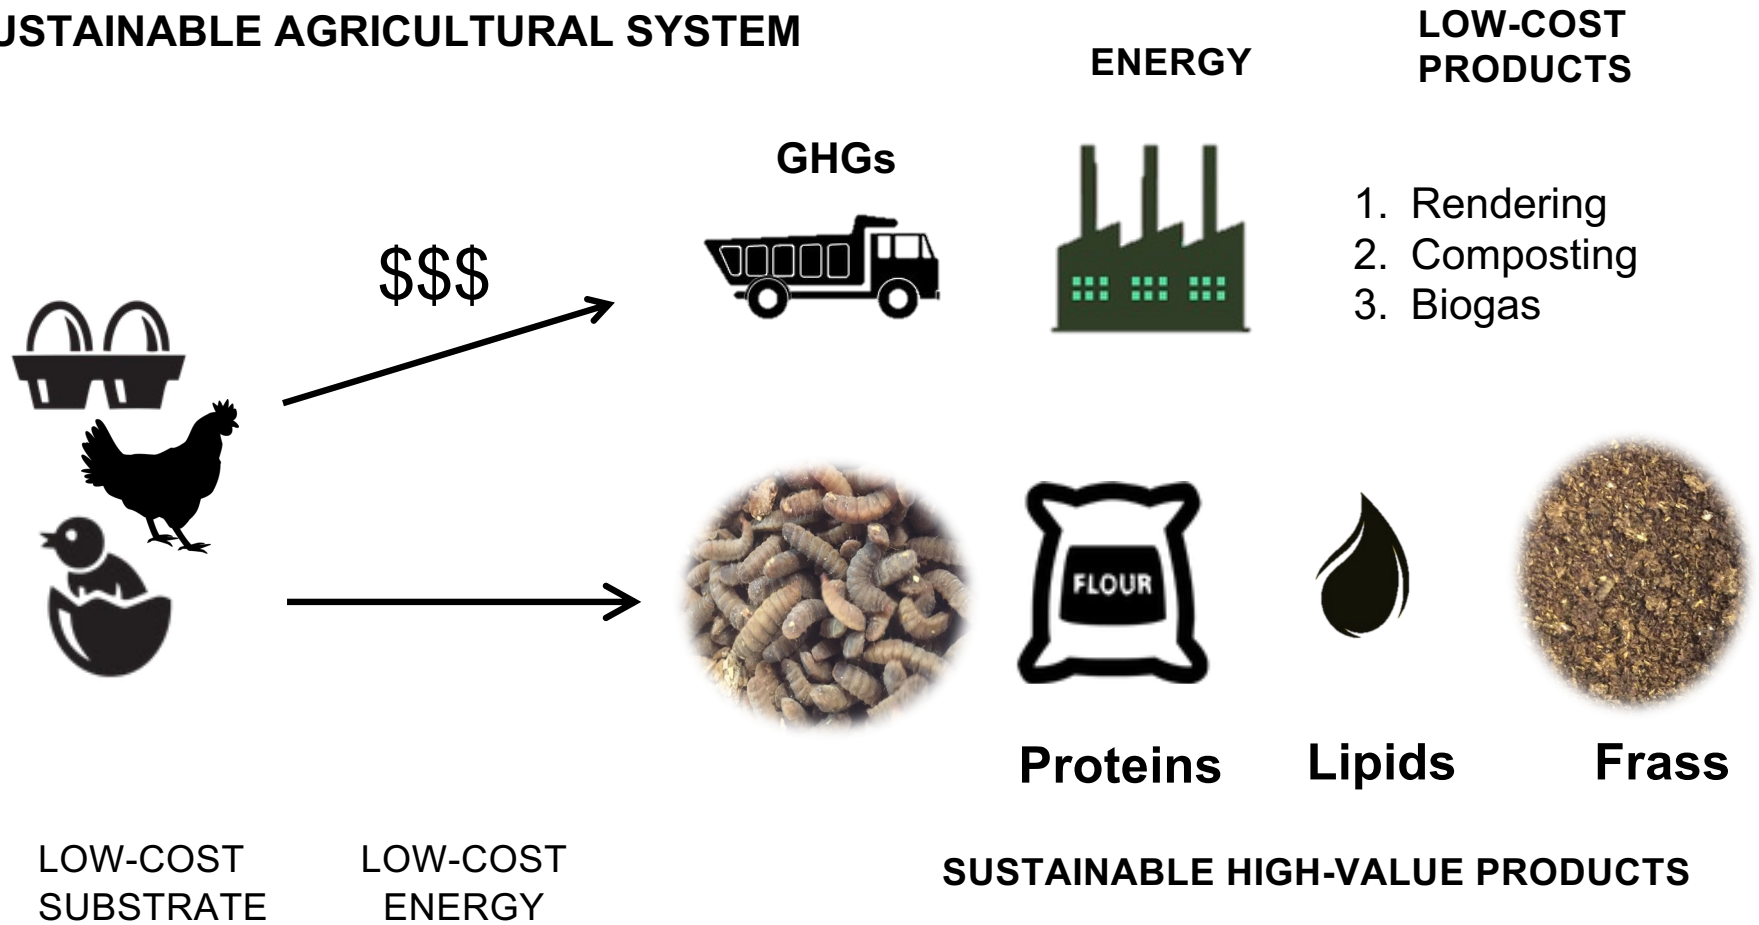 USTAINABLE AGRICULTURAL SYSTEM
ENERGY
LOW-COST
PRODUCTS
GHGs
$$$
1. Rendering
2. Composting
3. Biogas
FLOUR
Proteins
Lipids
Frass
LOW-COST
SUBSTRATE
LOW-COST
ENERGY
SUSTAINABLE HIGH-VALUE PRODUCTS